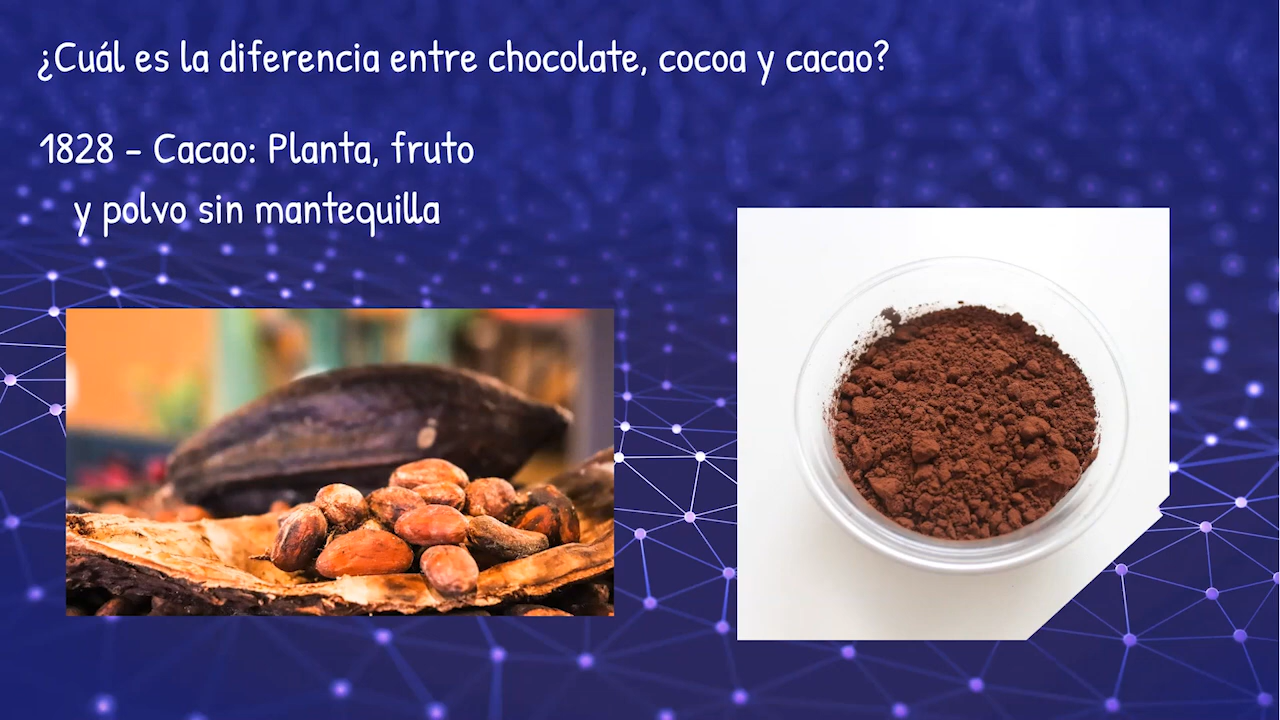 ¿Cuál es la diferencia entre chocolate, cocoa y cacao?
1828 - Cacao: Planta, fruto
y polvo sin mantequilla